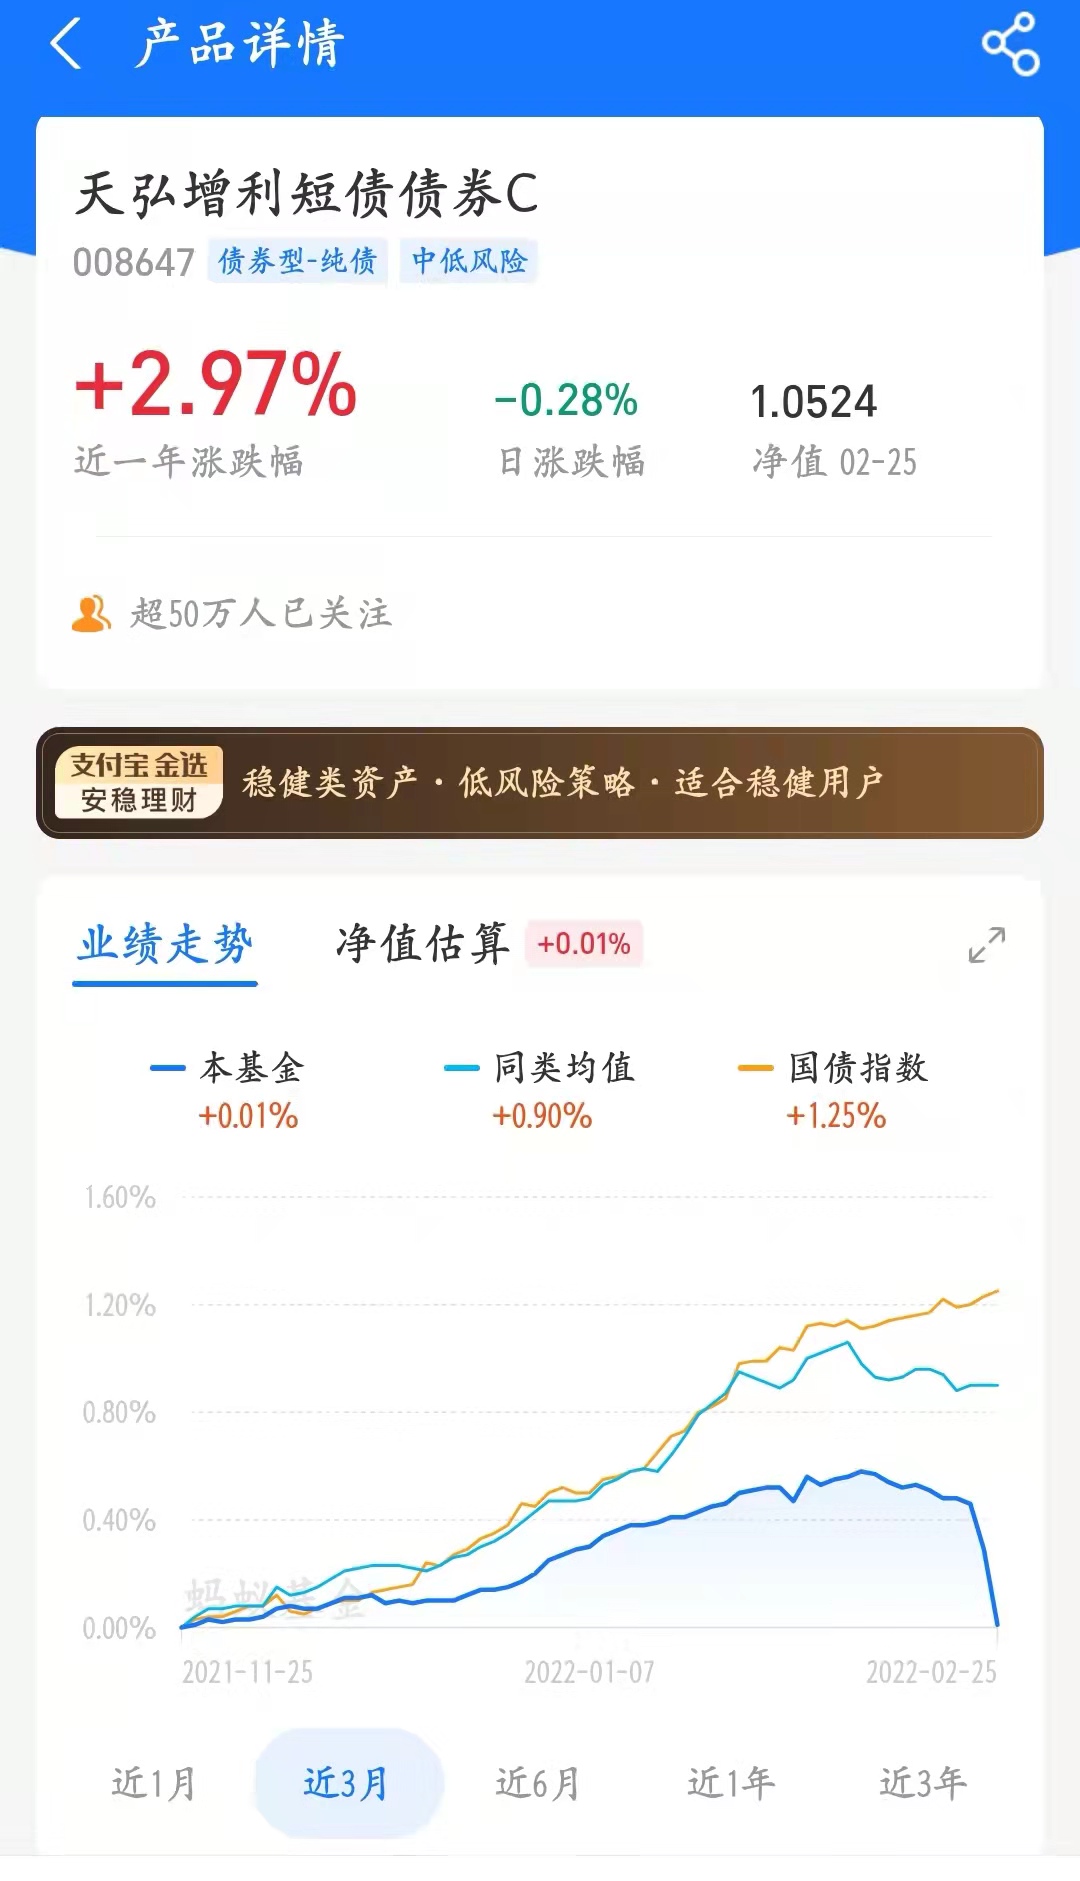 产品详情
天弘增利短债债券C
008647 债券型-纯债 中低风险
+2.97% -0.28% 1.0524
近一年涨跌幅 日涨跌幅 净值 02-25
超50万人已关注
支付宝 金选
安稳理财
稳健类资产·低风险策略·适合稳健用户
业绩走势 净值估算 +0.01%
本基金 同类均值 国债指数
+0.01% +0.90% +1.25%
1.60%
1.20%
0.80%
0.40%
蚂蚁基金
0.00%
2021-11-25 2022-01-07 2022-02-25
近1月 近3月 近6月 近1年 近3年